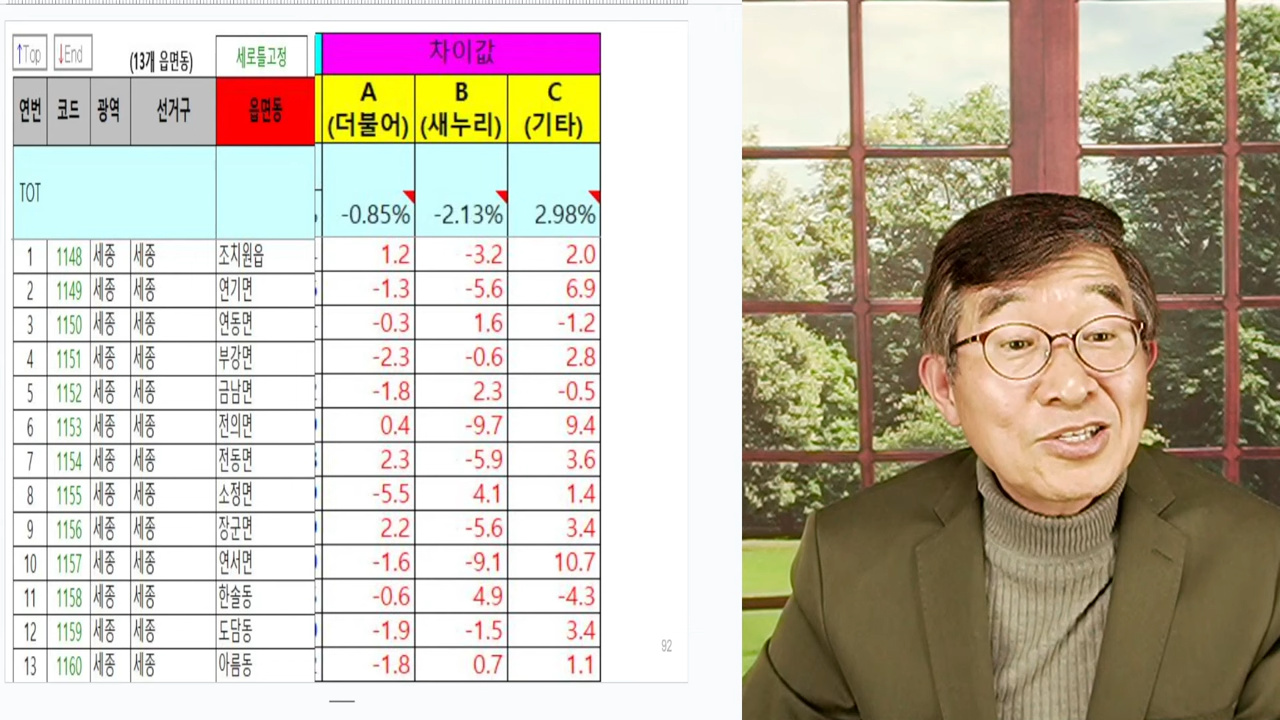 ↑Top ↓End (13개 읍면동) 세로틀고정 차이값
연번 코드 광역 선거구 읍면동 A (더불어) B (새누리) C (기타)
TOT -0.85% -2.13% 2.98%
1 1148 세종 세종 조치원읍 1.2 -3.2 2.0
2 1149 세종 세종 연기면 -1.3 -5.6 6.9
3 1150 세종 세종 연동면 -0.3 1.6 -1.2
4 1151 세종 세종 부강면 -2.3 -0.6 2.8
5 1152 세종 세종 금남면 -1.8 2.3 -0.5
6 1153 세종 세종 전의면 0.4 -9.7 9.4
7 1154 세종 세종 전동면 2.3 -5.9 3.6
8 1155 세종 세종 소정면 -5.5 4.1 1.4
9 1156 세종 세종 장군면 2.2 -5.6 3.4
10 1157 세종 세종 연서면 -1.6 -9.1 10.7
11 1158 세종 세종 한솔동 -0.6 4.9 -4.3
12 1159 세종 세종 도담동 -1.9 -1.5 3.4
13 1160 세종 세종 아름동 -1.8 0.7 1.1
92